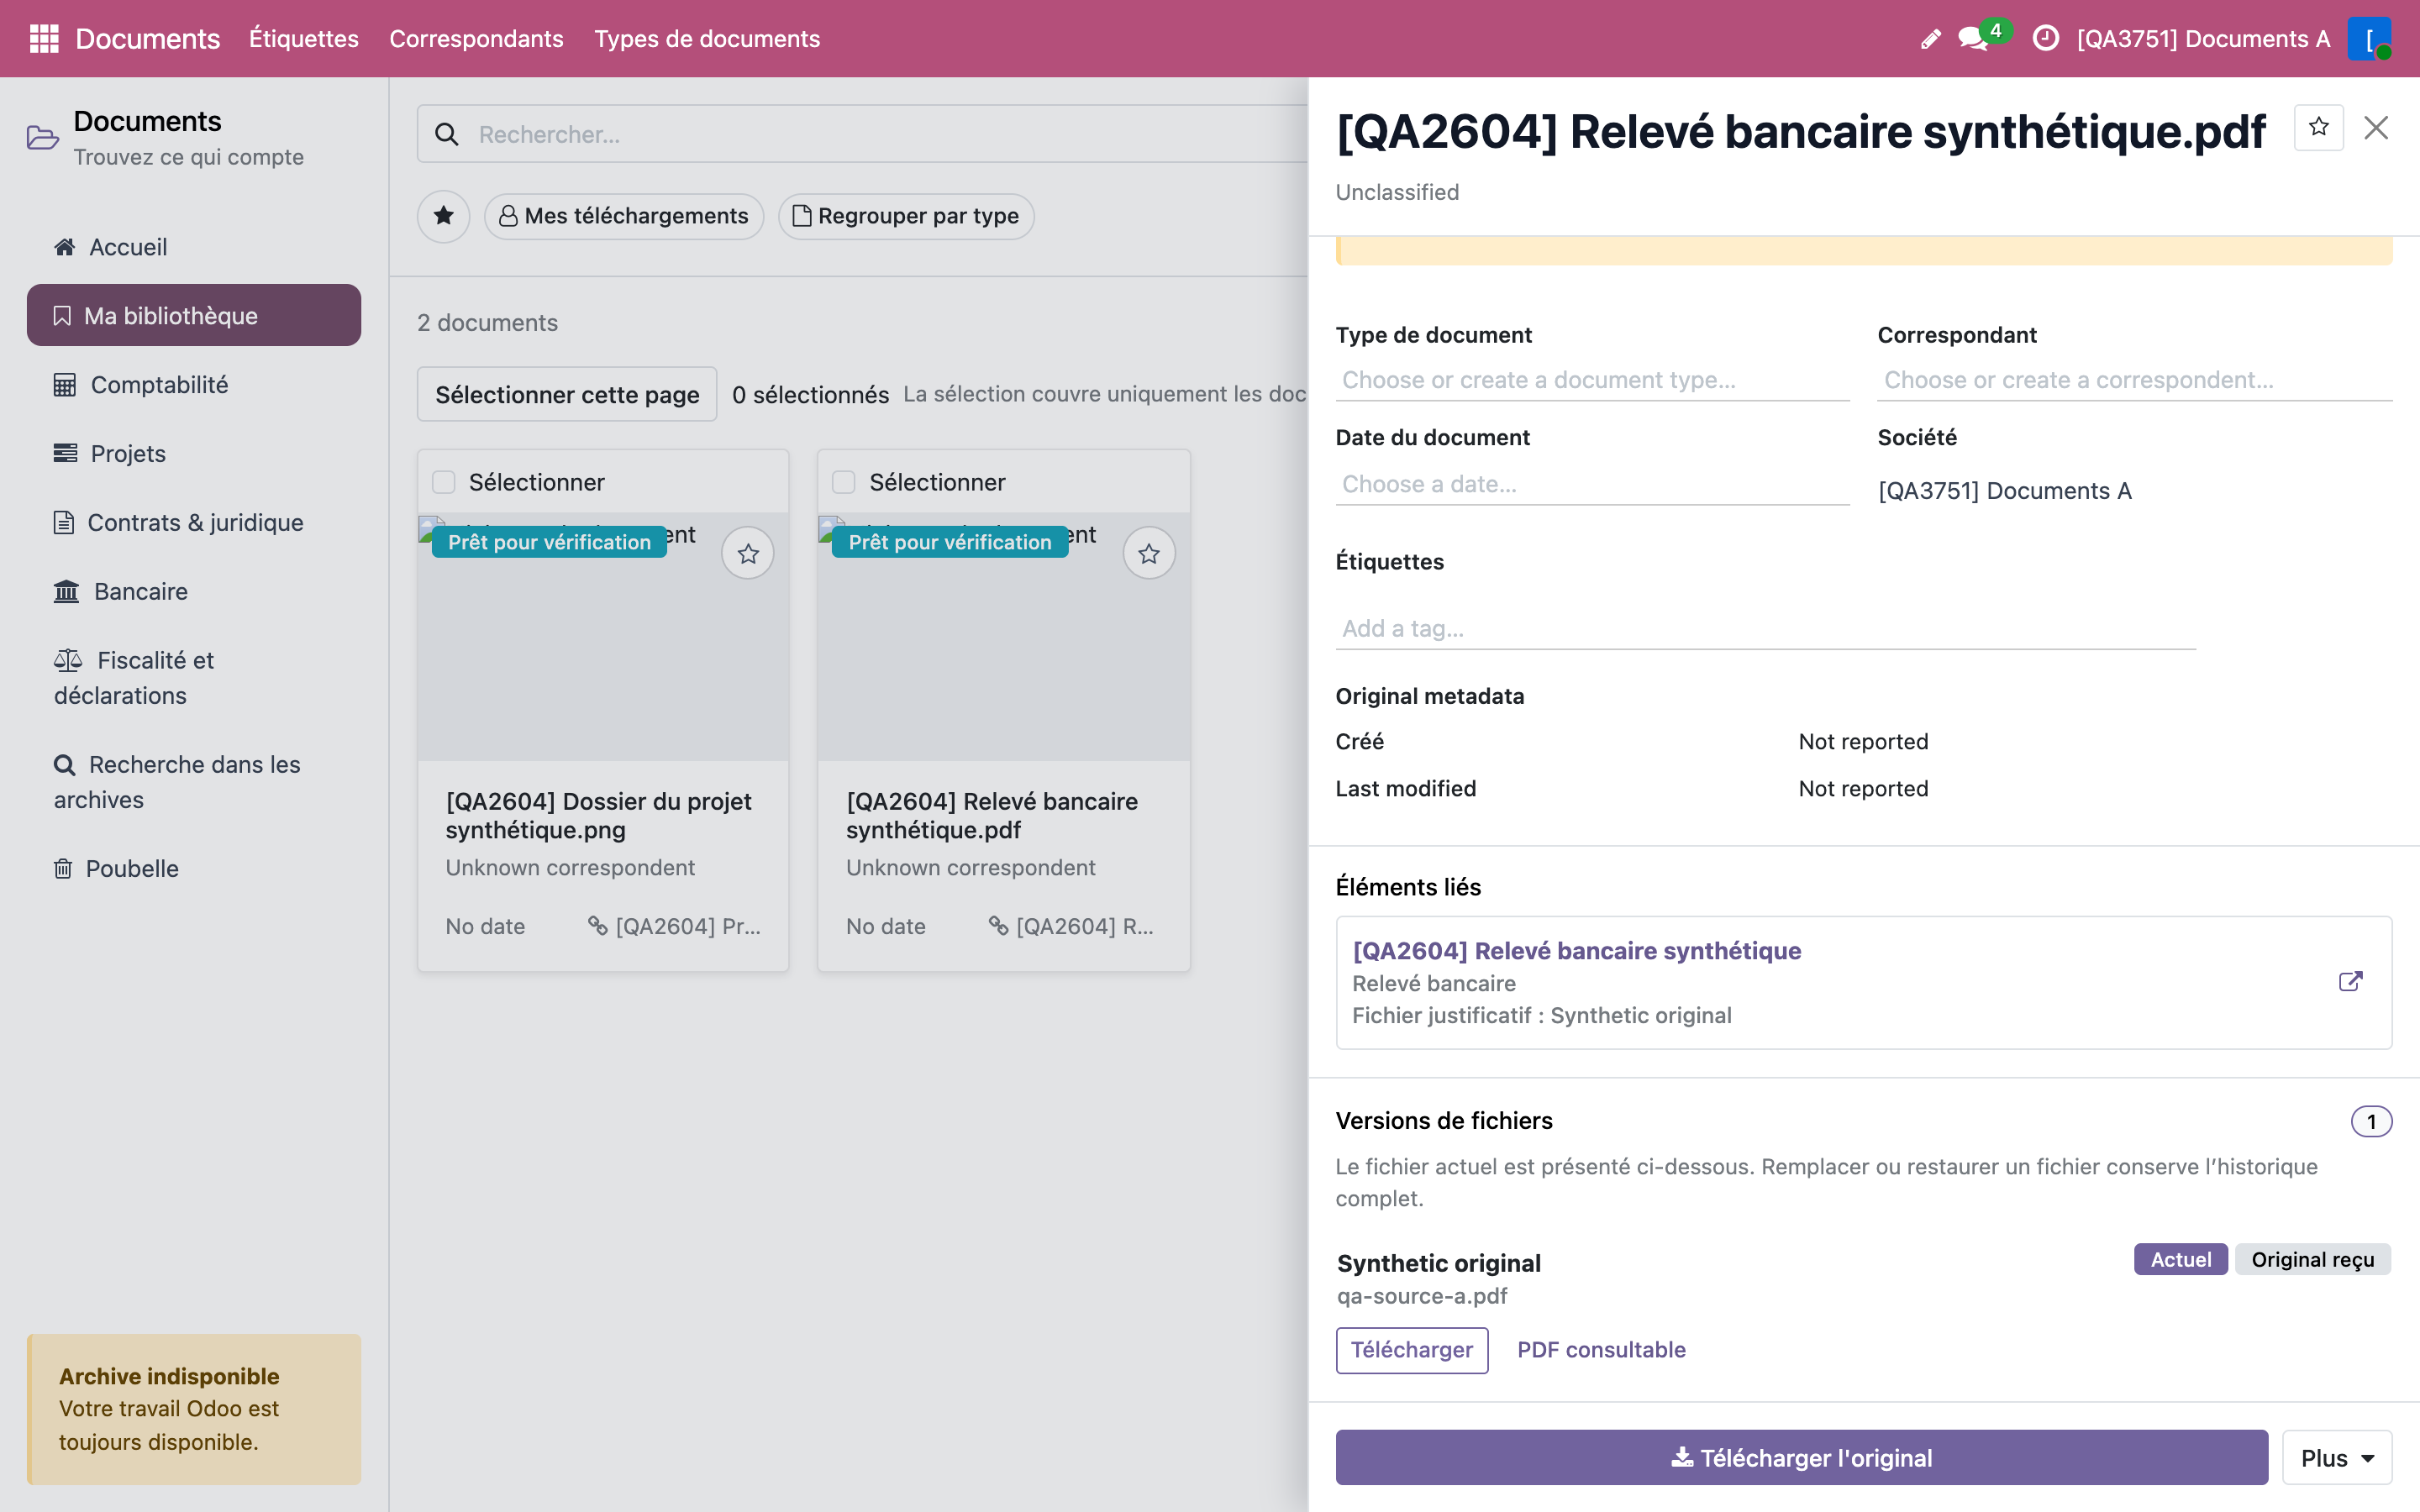 Documents
Étiquettes
Correspondants
Types de documents
4
[QA3751] Documents A
[
Documents
Trouvez ce qui compte
Accueil
Ma bibliothèque
Comptabilité
Projets
Contrats & juridique
Bancaire
Fiscalité et
déclarations
Recherche dans les
archives
Poubelle
Archive indisponible
Votre travail Odoo est
toujours disponible.
Rechercher...
Mes téléchargements
Regrouper par type
2 documents
Sélectionner cette page
0 sélectionnés
La sélection couvre uniquement les doc
Sélectionner
Prêt pour vérification
ent
[QA2604] Dossier du projet
synthétique.png
Unknown correspondent
No date
[QA2604] Pr...
Sélectionner
Prêt pour vérification
ent
[QA2604] Relevé bancaire
synthétique.pdf
Unknown correspondent
No date
[QA2604] R...
[QA2604] Relevé bancaire synthétique.pdf
Unclassified
Type de document
Choose or create a document type...
Correspondant
Choose or create a correspondent...
Date du document
Choose a date...
Société
[QA3751] Documents A
Étiquettes
Add a tag...
Original metadata
Créé
Not reported
Last modified
Not reported
Éléments liés
[QA2604] Relevé bancaire synthétique
Relevé bancaire
Fichier justificatif : Synthetic original
Versions de fichiers
1
Le fichier actuel est présenté ci-dessous. Remplacer ou restaurer un fichier conserve l’historique
complet.
Synthetic original
Actuel
Original reçu
qa-source-a.pdf
Télécharger
PDF consultable
Télécharger l'original
Plus